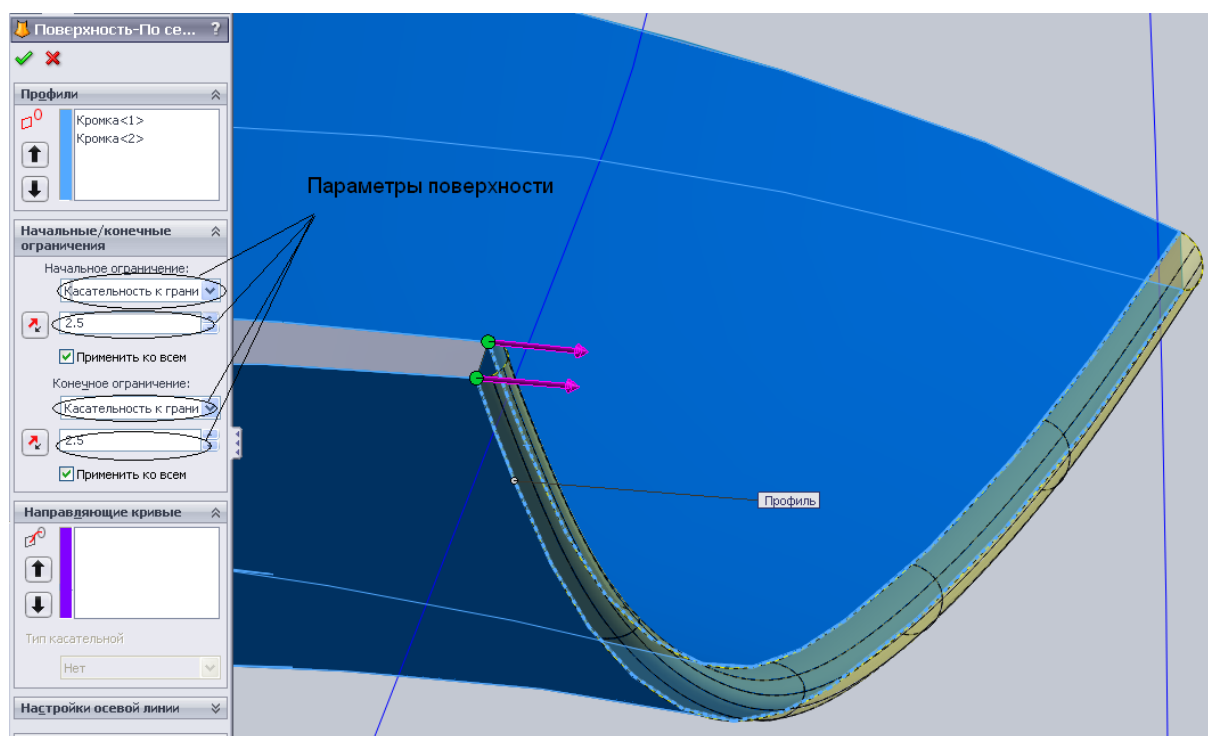 Поверхность-По се... ?
Профили
Кромка<1>
Кромка<2>
Параметры поверхности
Начальные/конечные
ограничения
Начальное ограничение:
Касательность к грани
2.5
Применить ко всем
Конечное ограничение:
Касательность к грани
2.5
Применить ко всем
Профиль
Направляющие кривые
Тип касательной
Нет
Настройки осевой линии